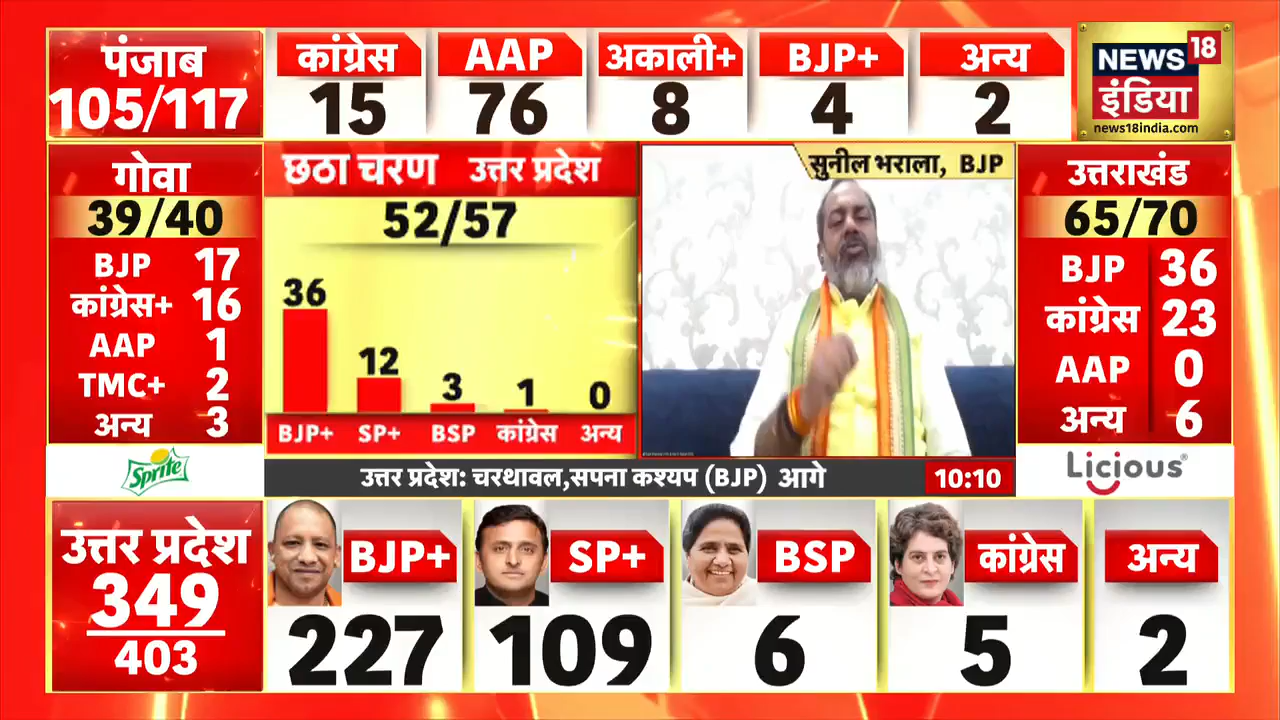 पंजाब
105/117
कांग्रेस
15
AAP
76
अकाली+
8
BJP+
4
अन्य
2
NEWS 18
इंडिया
news18india.com
गोवा
39/40
BJP 17
कांग्रेस+ 16
AAP 1
TMC+ 2
अन्य 3
छठा चरण उत्तर प्रदेश
52/57
36
12
3
1
0
BJP+ SP+ BSP कांग्रेस अन्य
सुनील भराला, BJP
उत्तराखंड
65/70
BJP 36
कांग्रेस 23
AAP 0
अन्य 6
Sprite
उत्तर प्रदेश: चरथावल,सपना कश्यप (BJP) आगे
10:10
Licious
उत्तर प्रदेश
349
403
BJP+
227
SP+
109
BSP
6
कांग्रेस
5
अन्य
2